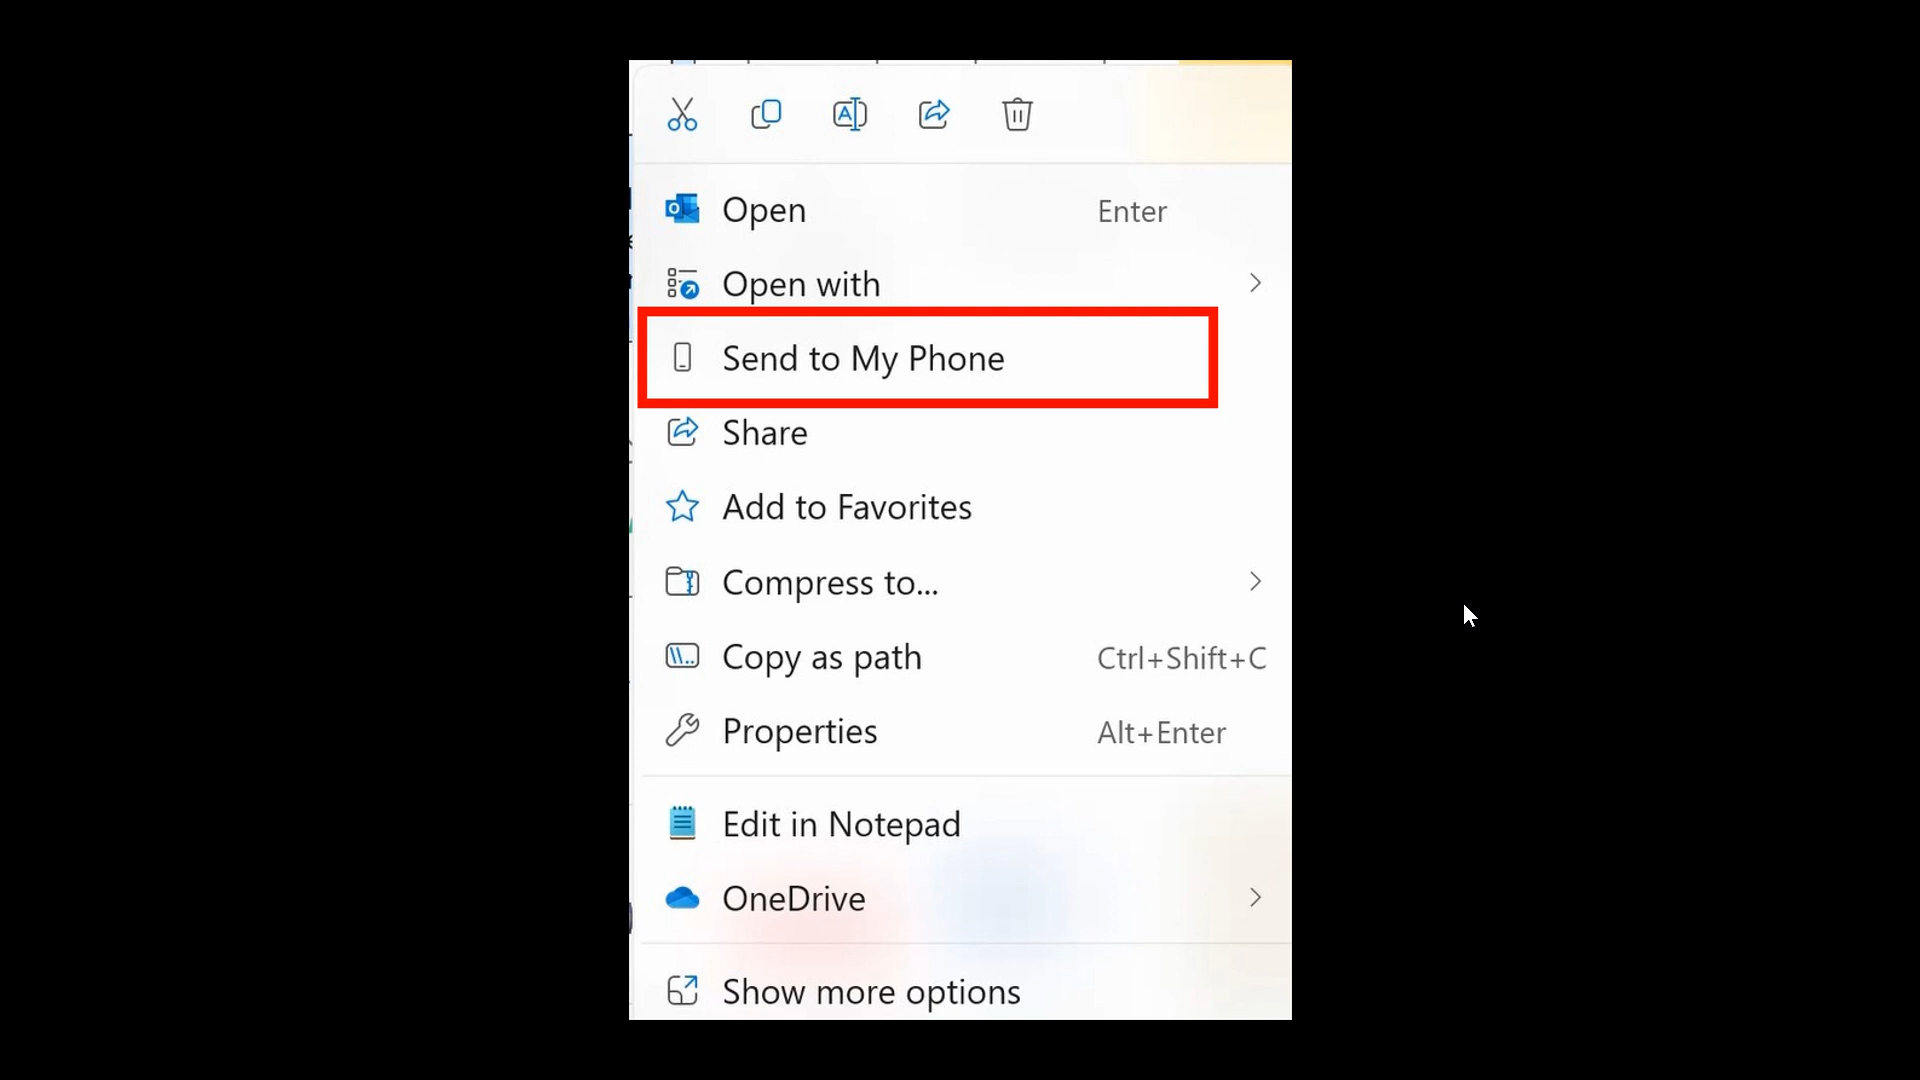 Open Enter
Open with
Send to My Phone
Share
Add to Favorites
Compress to...
Copy as path Ctrl+Shift+C
Properties Alt+Enter
Edit in Notepad
OneDrive
Show more options